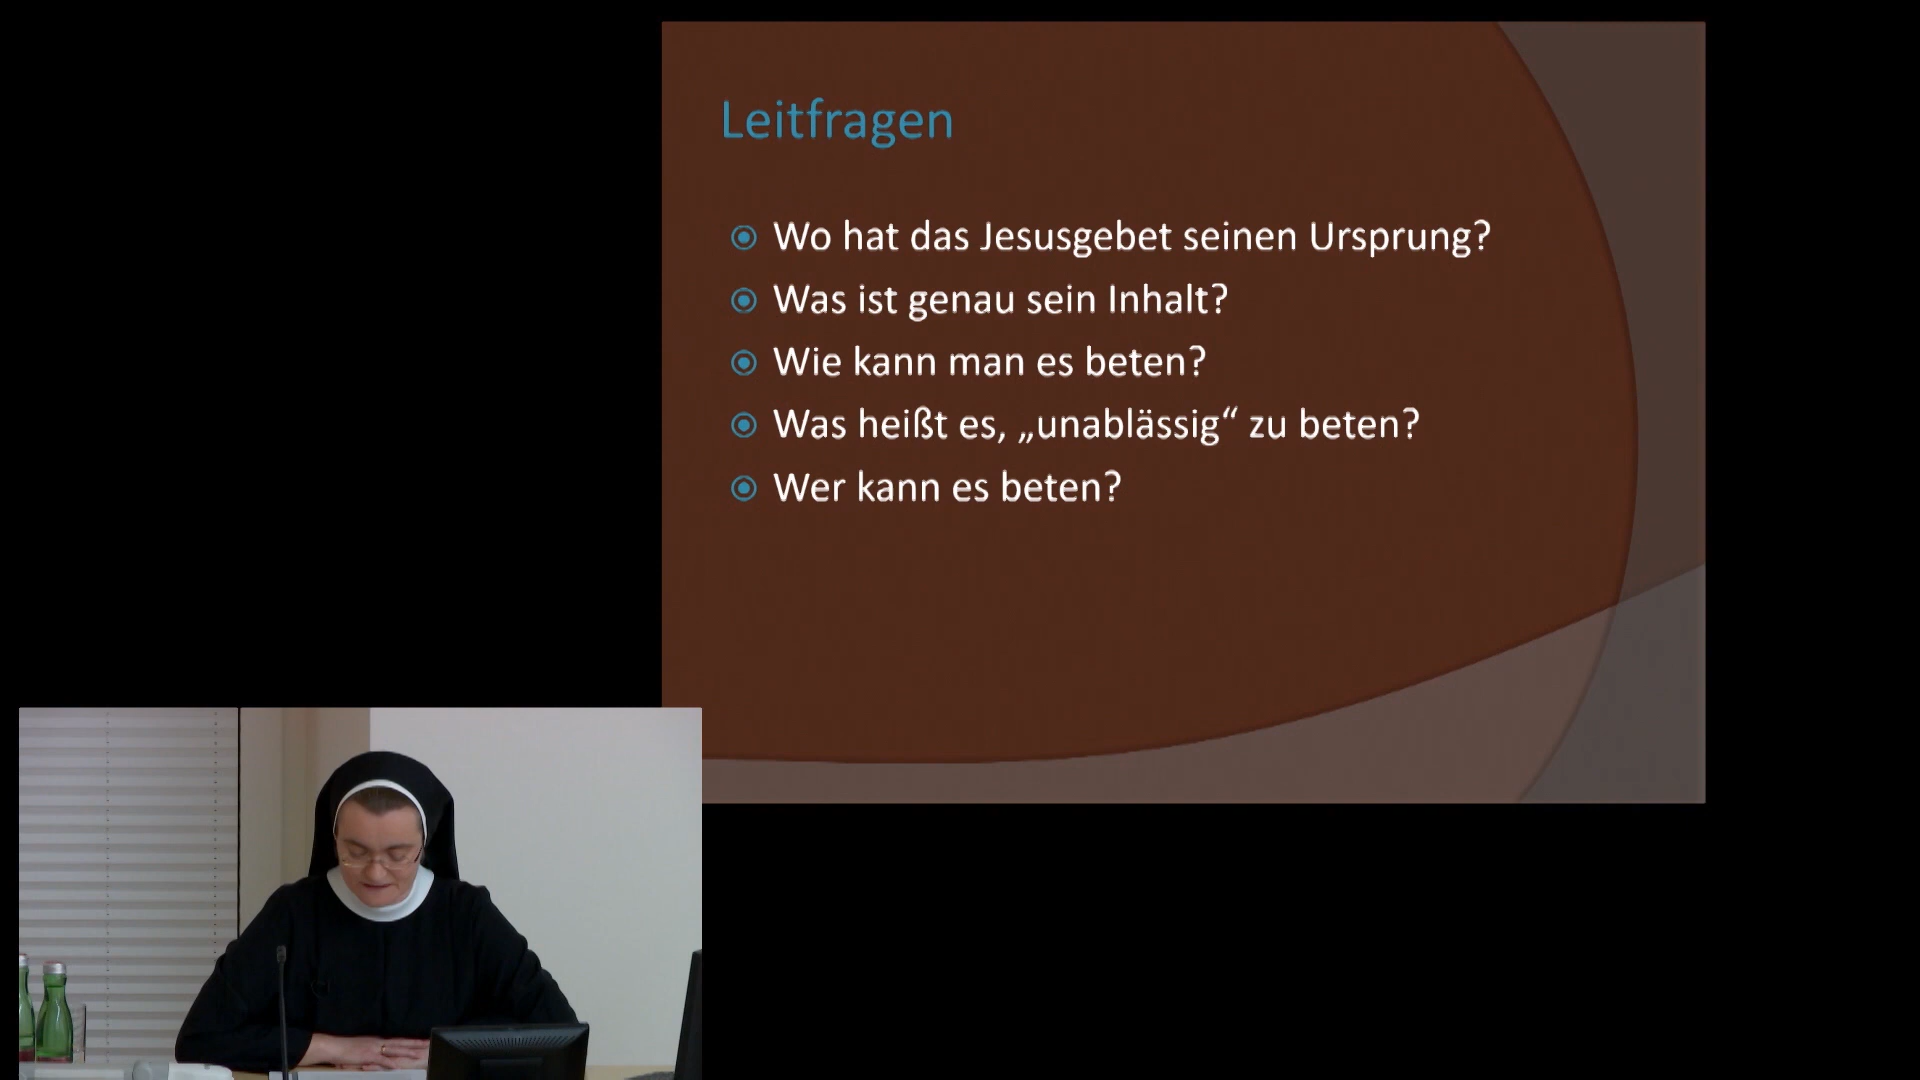 Leitfragen
Wo hat das Jesusgebet seinen Ursprung?
Was ist genau sein Inhalt?
Wie kann man es beten?
Was heißt es, „unablässig“ zu beten?
Wer kann es beten?